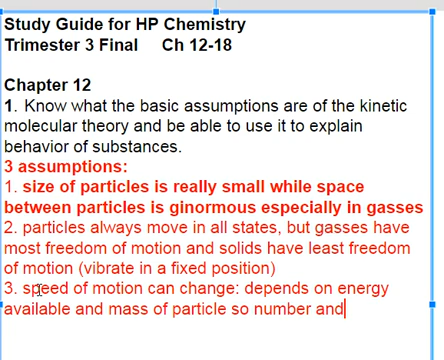 Study Guide for HP Chemistry
Trimester 3 Final Ch 12-18
Chapter 12
1. Know what the basic assumptions are of the kinetic
molecular theory and be able to use it to explain
behavior of substances.
3 assumptions:
1. size of particles is really small while space
between particles is ginormous especially in gasses
2. particles always move in all states, but gasses have
most freedom of motion and solids have least freedom
of motion (vibrate in a fixed position)
3. speed of motion can change: depends on energy
available and mass of particle so number and